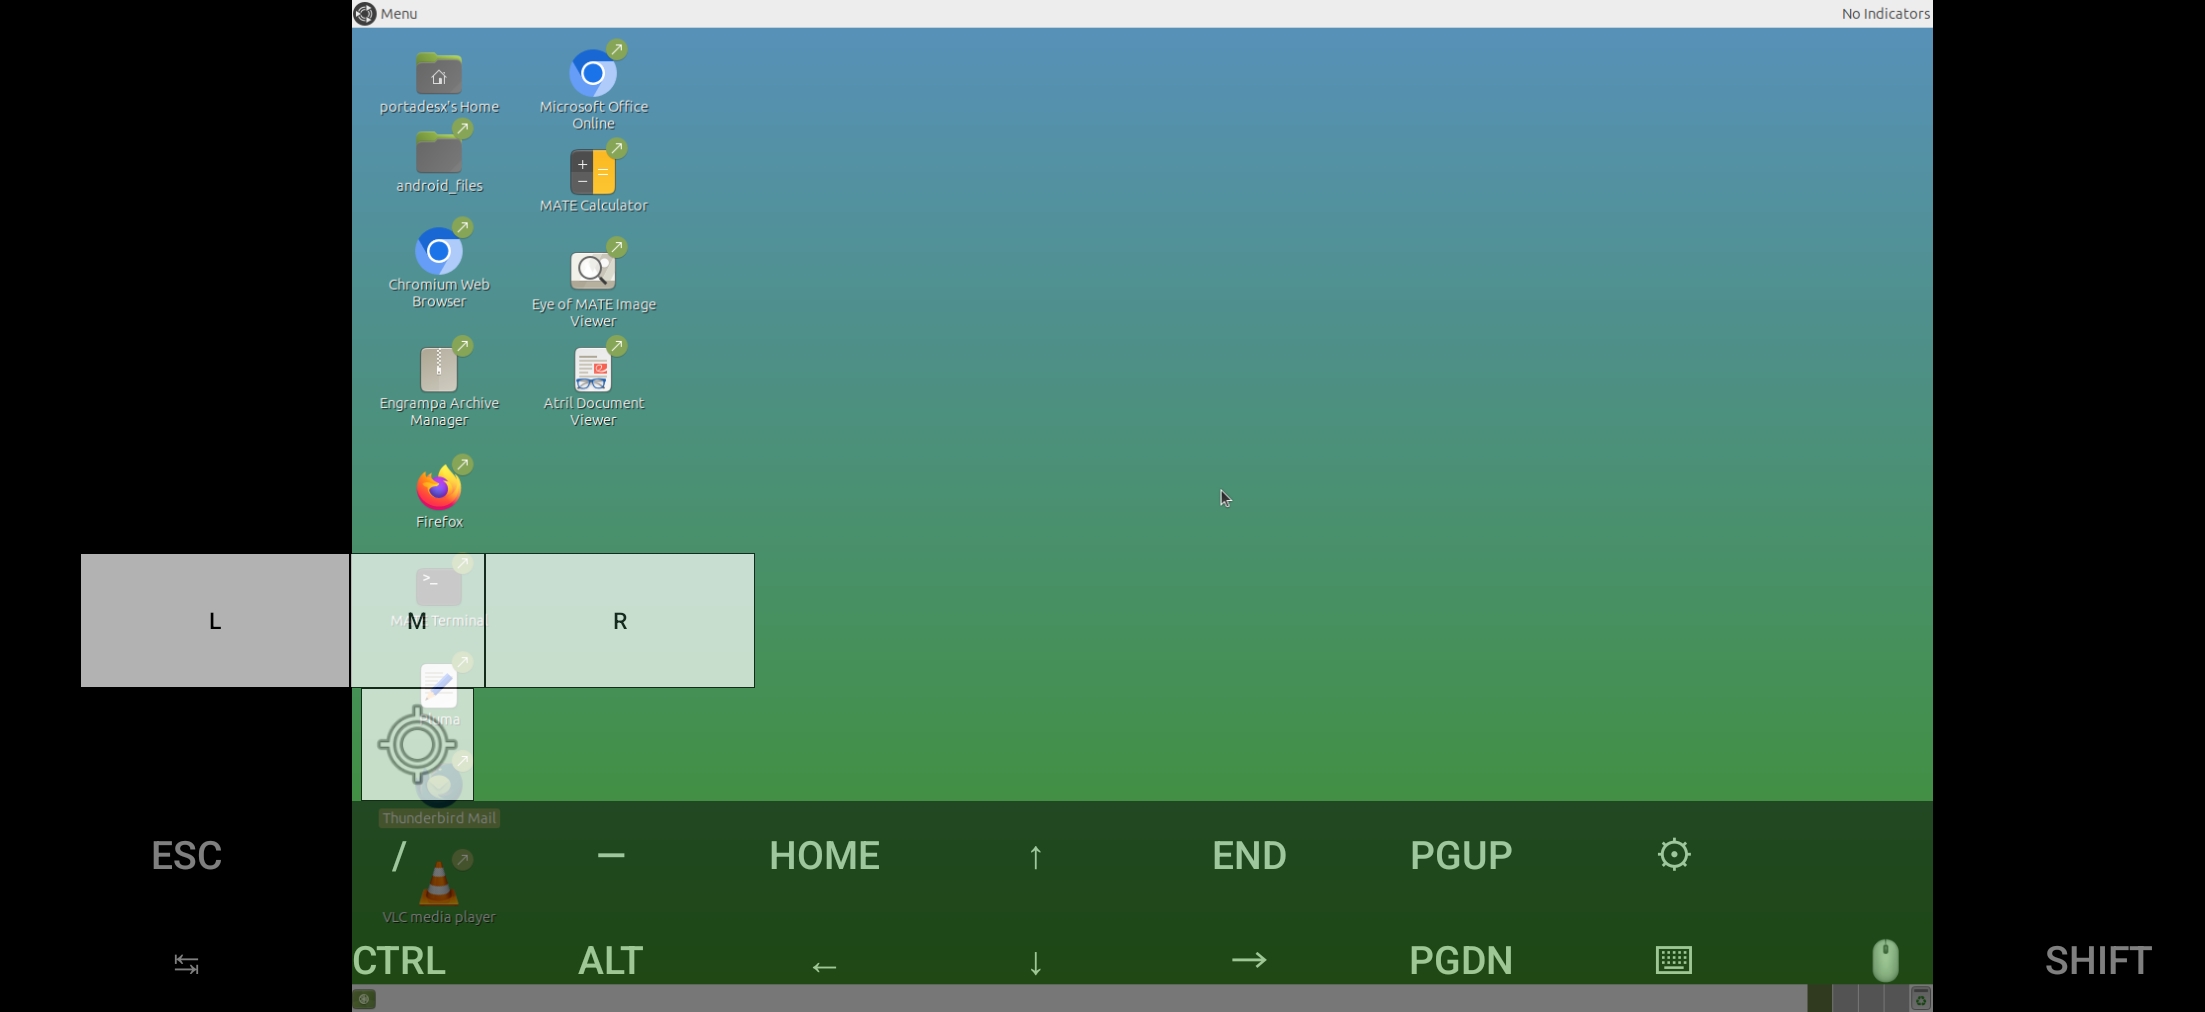 Menu
No Indicators
portadesx's Home
Microsoft Office
Online
android_files
MATE Calculator
Chromium Web
Browser
Eye of MATE Image
Viewer
Engrampa Archive
Manager
Atril Document
Viewer
Firefox
L
M
R
MATE Terminal
Pluma
Thunderbird Mail
ESC
/
—
HOME
↑
END
PGUP
VLC media player
CTRL
ALT
←
↓
→
PGDN
SHIFT